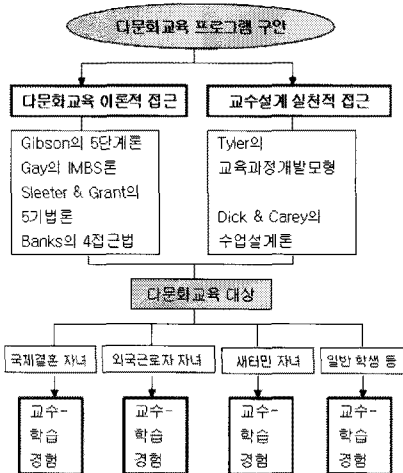 다문화교육 프로그램 구안
다문화교육 이론적 접근
Gibson의 5단계론
Gay의 IMBS론
Sleeter & Grant의
5기법론
Banks의 4접근법
교수설계 실천적 접근
Tyler의
교육과정개발모형
Dick & Carey의
수업설계론
다문화교육 대상
국제결혼 자녀
외국근로자 자녀
새터민 자녀
일반 학생 등
교수-
학습
경험
교수-
학습
경험
교수-
학습
경험
교수-
학습
경험